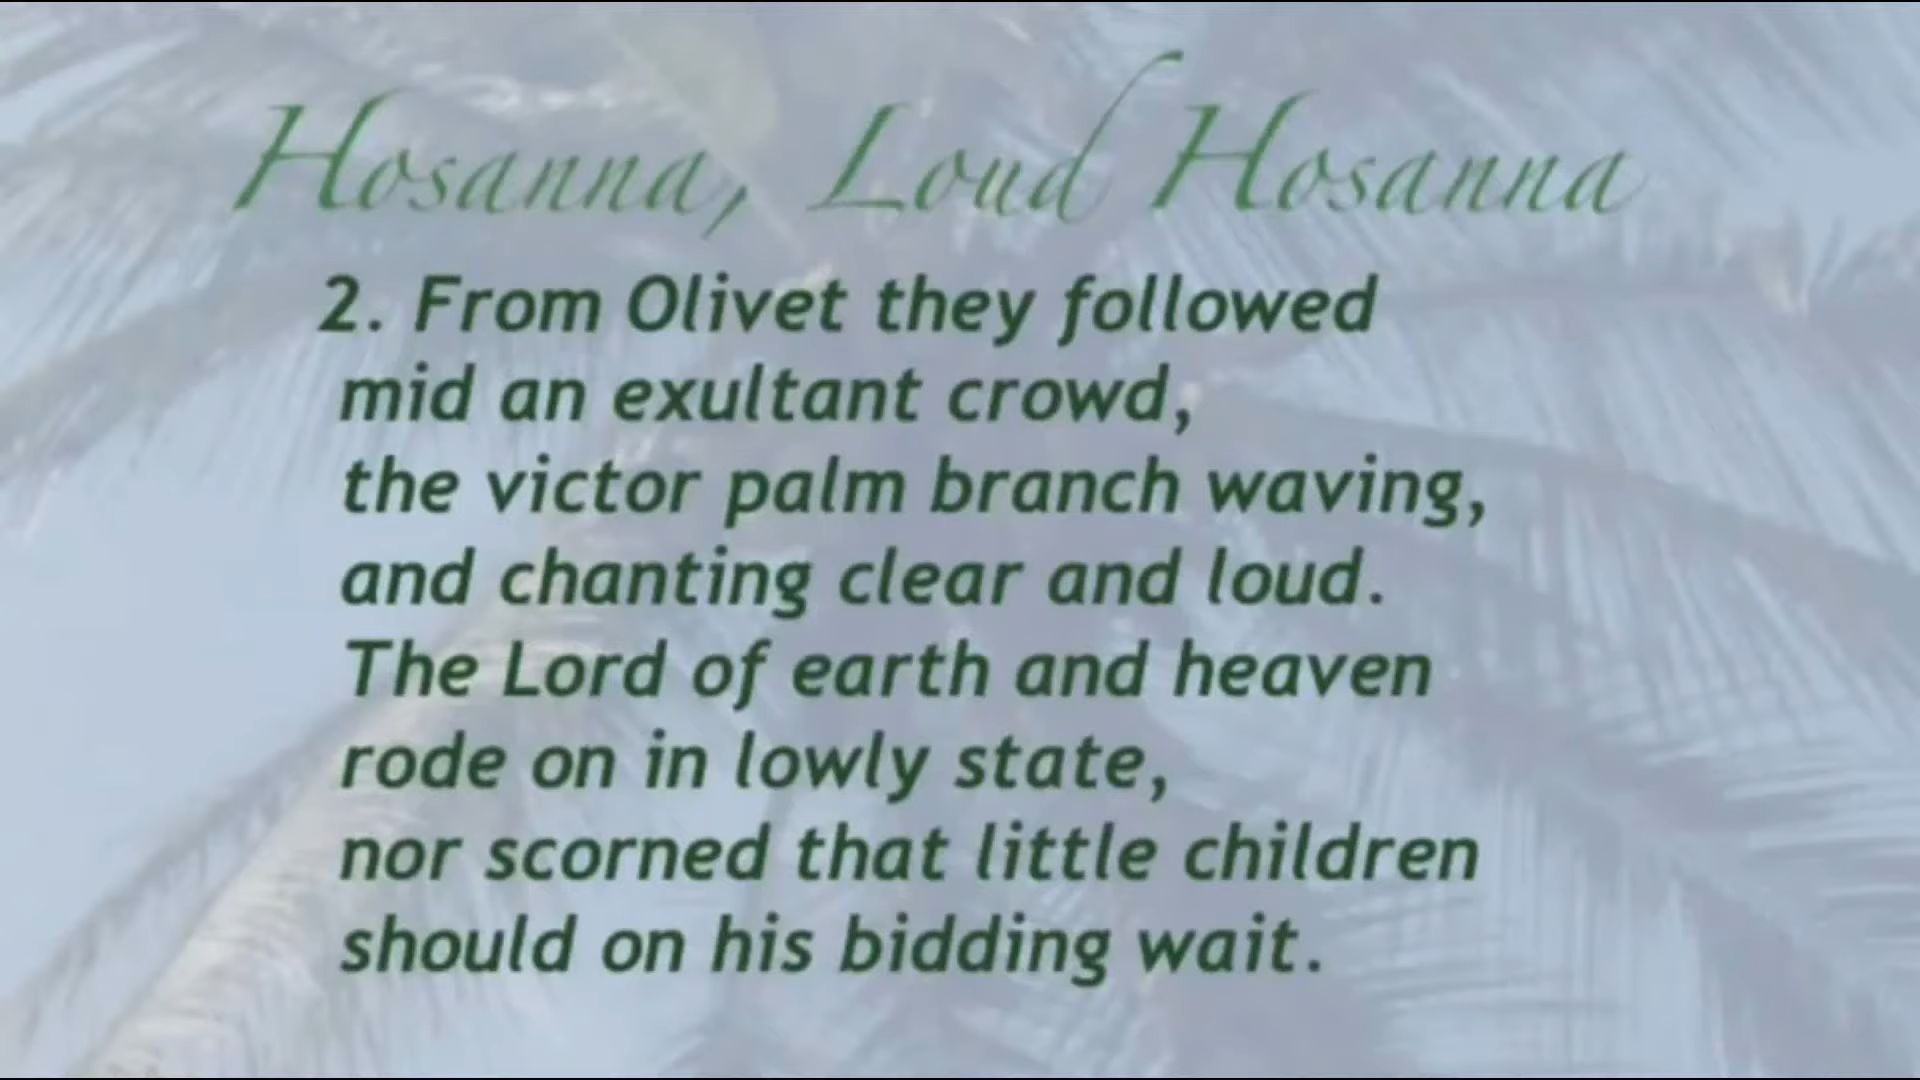 Hosanna, Loud Hosanna
2. From Olivet they followed
mid an exultant crowd,
the victor palm branch waving,
and chanting clear and loud.
The Lord of earth and heaven
rode on in lowly state,
nor scorned that little children
should on his bidding wait.